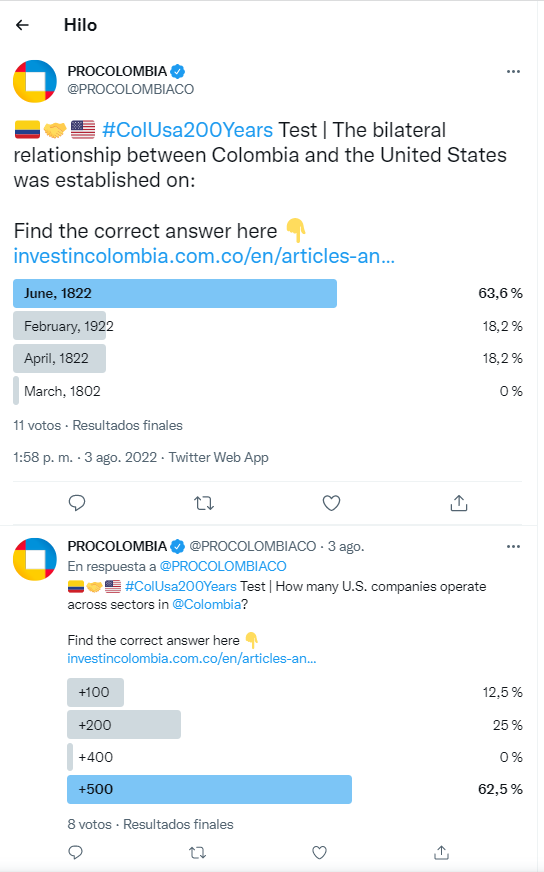 Hilo
PROCOLOMBIA
@PROCOLOMBIACO
#ColUsa200Years Test | The bilateral
relationship between Colombia and the United States
was established on:
Find the correct answer here
investincolombia.com.co/en/articles-an...
June, 1822 63,6 %
February, 1922 18,2 %
April, 1822 18,2 %
March, 1802 0 %
11 votos · Resultados finales
1:58 p. m. · 3 ago. 2022 · Twitter Web App
PROCOLOMBIA @PROCOLOMBIACO · 3 ago.
En respuesta a @PROCOLOMBIACO
#ColUsa200Years Test | How many U.S. companies operate
across sectors in @Colombia?
Find the correct answer here
investincolombia.com.co/en/articles-an...
+100 12,5 %
+200 25 %
+400 0 %
+500 62,5 %
8 votos · Resultados finales